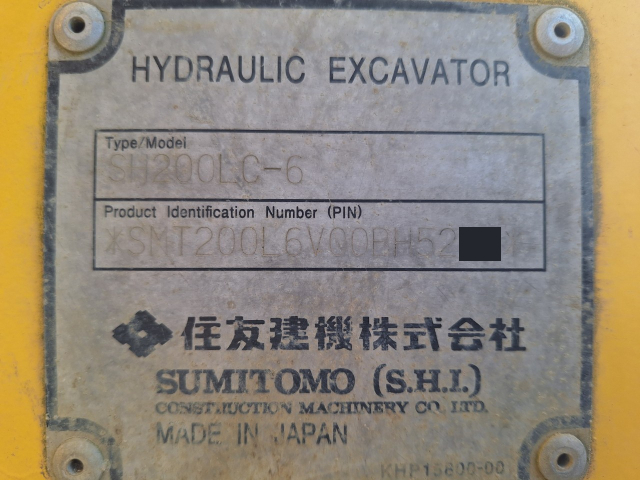 HYDRAULIC EXCAVATOR
Type/Model
SH200LC-6
Product Identification Number (PIN)
住友建機株式会社
SUMITOMO (S.H.I.)
CONSTRUCTION MACHINERY CO. LTD.
MADE IN JAPAN